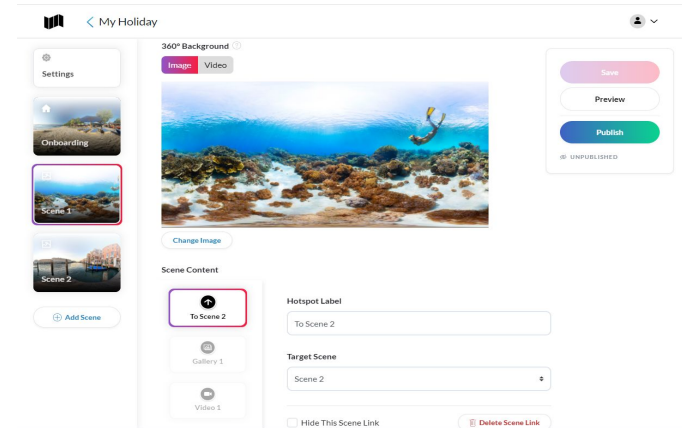 My Holiday
Settings
Onboarding
Scene 1
Scene 2
Add Scene
360° Background
Image Video
Change Image
Scene Content
To Scene 2
Gallery 1
Video 1
Hotspot Label
To Scene 2
Target Scene
Scene 2
Hide This Scene Link
Delete Scene Link
Save
Preview
Publish
UNPUBLISHED